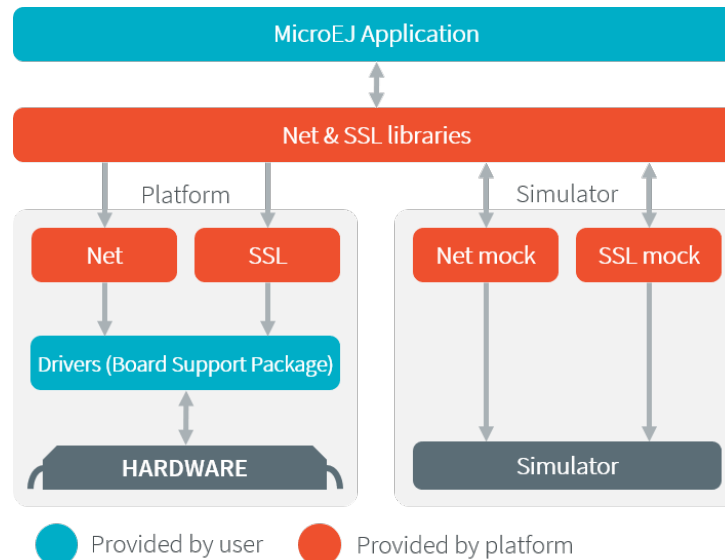 MicroEJ Application
Net & SSL libraries
Platform
Simulator
Net
SSL
Net mock
SSL mock
Drivers (Board Support Package)
HARDWARE
Simulator
Provided by user
Provided by platform